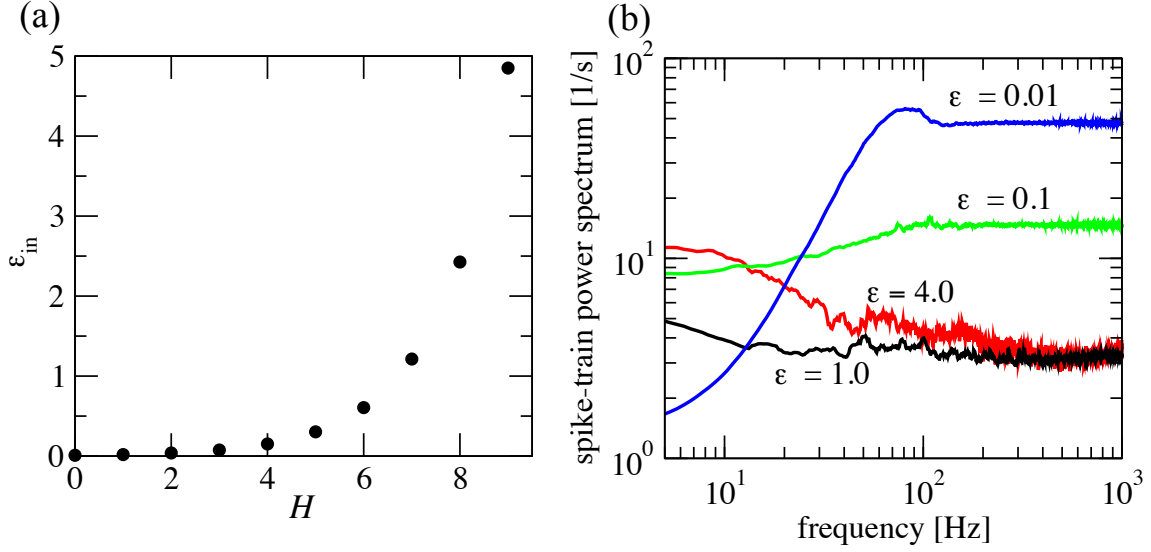 (a)
5
4
3
2
1
0
ε_in
0 2 4 6 8
H
(b)
spike-train power spectrum [1/s]
10^2
10^1
10^0
ε = 0.01
ε = 0.1
ε = 4.0
ε = 1.0
10^1 10^2 10^3
frequency [Hz]